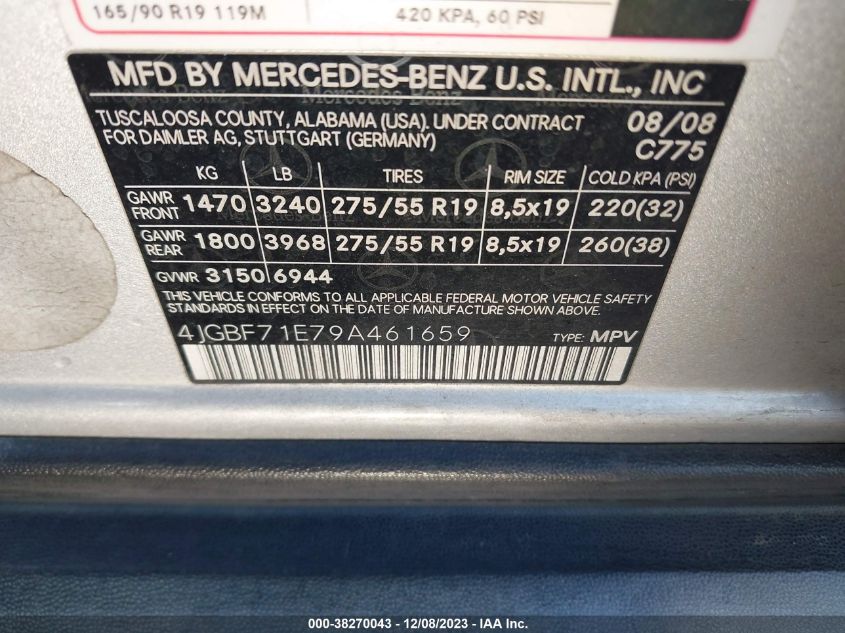 165/90 R19 119M 420 KPA, 60 PSI
MFD BY MERCEDES-BENZ U.S. INTL., INC
TUSCALOOSA COUNTY, ALABAMA (USA). UNDER CONTRACT 08/08
FOR DAIMLER AG, STUTTGART (GERMANY) C775
KG LB TIRES RIM SIZE COLD KPA (PSI)
GAWR FRONT 1470 3240 275/55 R19 8,5x19 220(32)
GAWR REAR 1800 3968 275/55 R19 8,5x19 260(38)
GVWR 3150 6944
THIS VEHICLE CONFORMS TO ALL APPLICABLE FEDERAL MOTOR VEHICLE SAFETY
STANDARDS IN EFFECT ON THE DATE OF MANUFACTURE SHOWN ABOVE.
4JGBF71E79A461659 TYPE: MPV
000-38270043 - 12/08/2023 - IAA Inc.